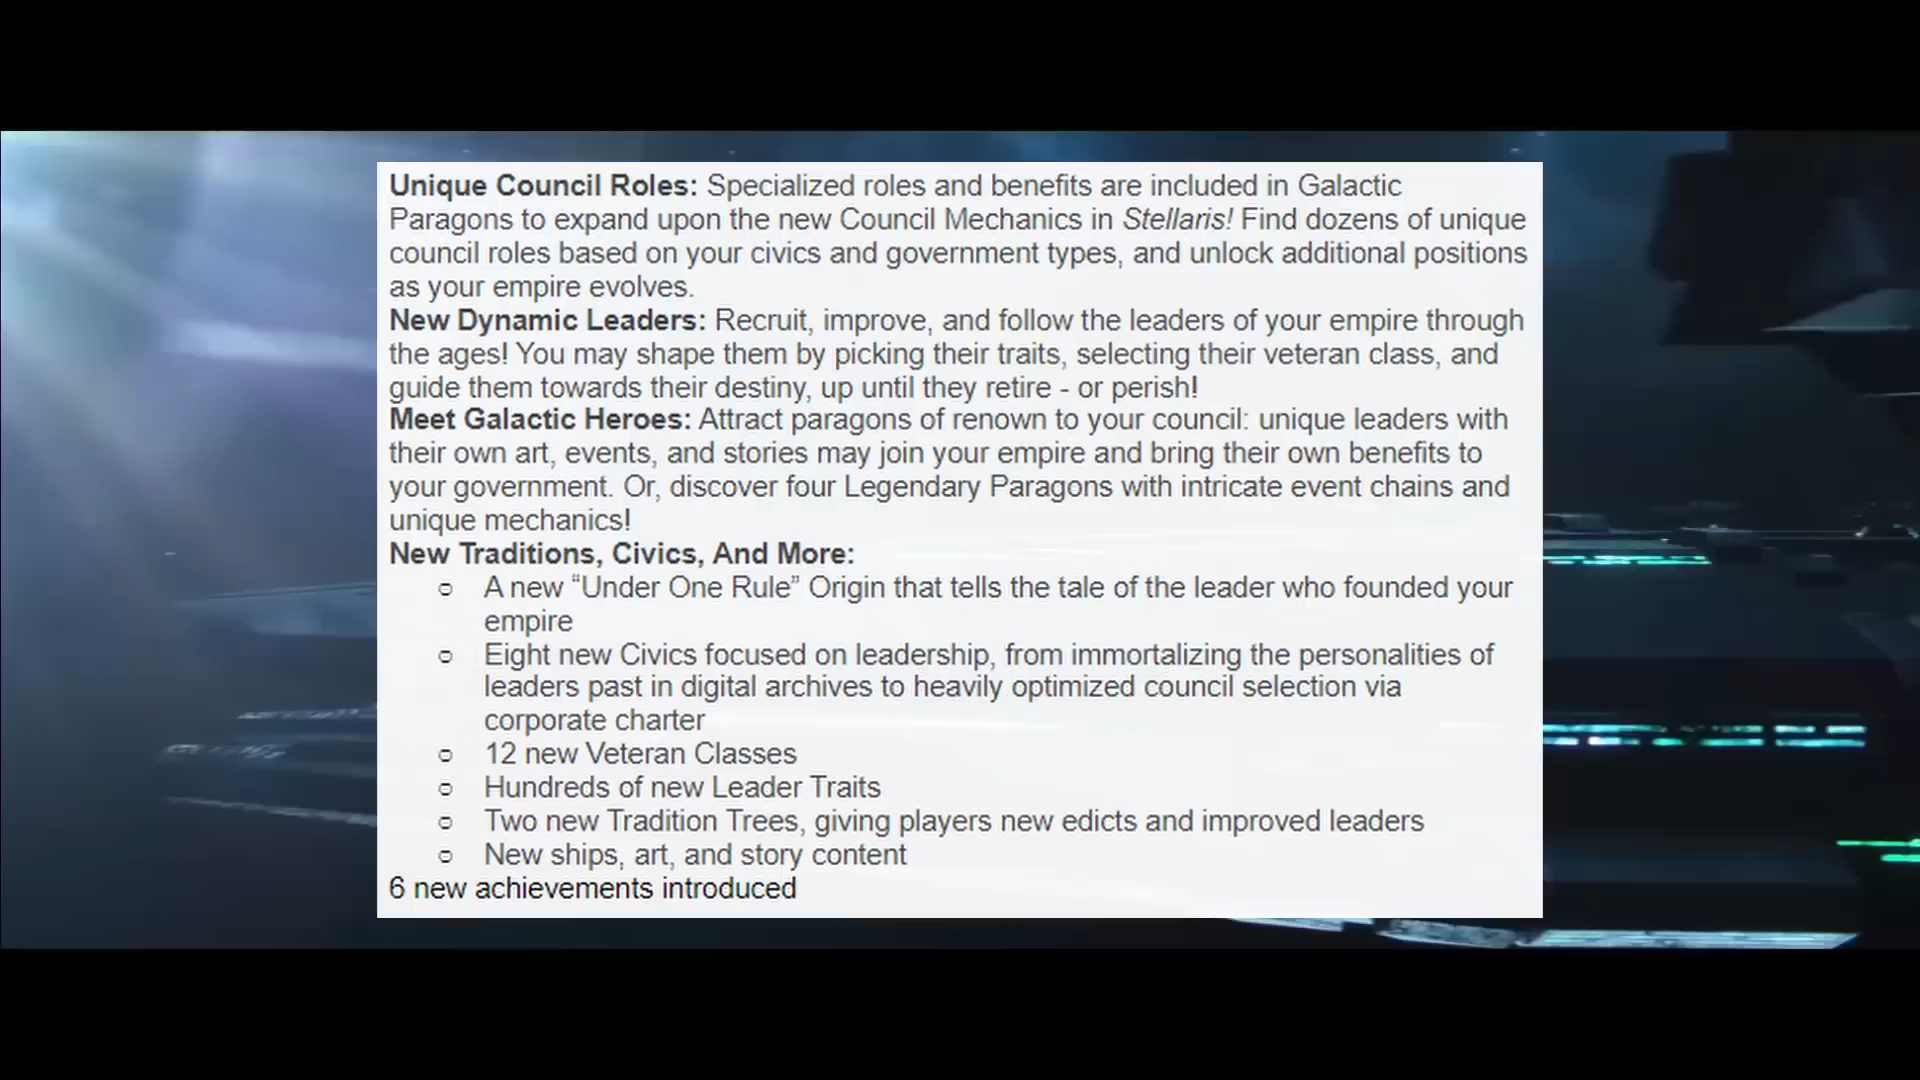 Unique Council Roles: Specialized roles and benefits are included in Galactic
Paragons to expand upon the new Council Mechanics in Stellaris! Find dozens of unique
council roles based on your civics and government types, and unlock additional positions
as your empire evolves.
New Dynamic Leaders: Recruit, improve, and follow the leaders of your empire through
the ages! You may shape them by picking their traits, selecting their veteran class, and
guide them towards their destiny, up until they retire - or perish!
Meet Galactic Heroes: Attract paragons of renown to your council: unique leaders with
their own art, events, and stories may join your empire and bring their own benefits to
your government. Or, discover four Legendary Paragons with intricate event chains and
unique mechanics!
New Traditions, Civics, And More:
○ A new “Under One Rule” Origin that tells the tale of the leader who founded your
empire
○ Eight new Civics focused on leadership, from immortalizing the personalities of
leaders past in digital archives to heavily optimized council selection via
corporate charter
○ 12 new Veteran Classes
○ Hundreds of new Leader Traits
○ Two new Tradition Trees, giving players new edicts and improved leaders
○ New ships, art, and story content
6 new achievements introduced